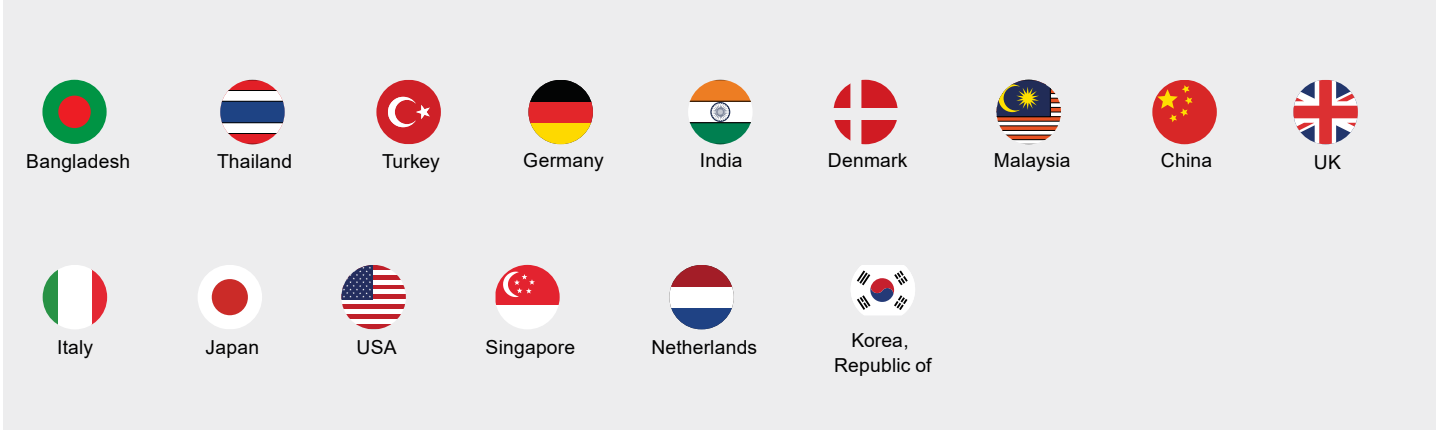 Bangladesh
Thailand
Turkey
Germany
India
Denmark
Malaysia
China
UK
Italy
Japan
USA
Singapore
Netherlands
Korea,
Republic of